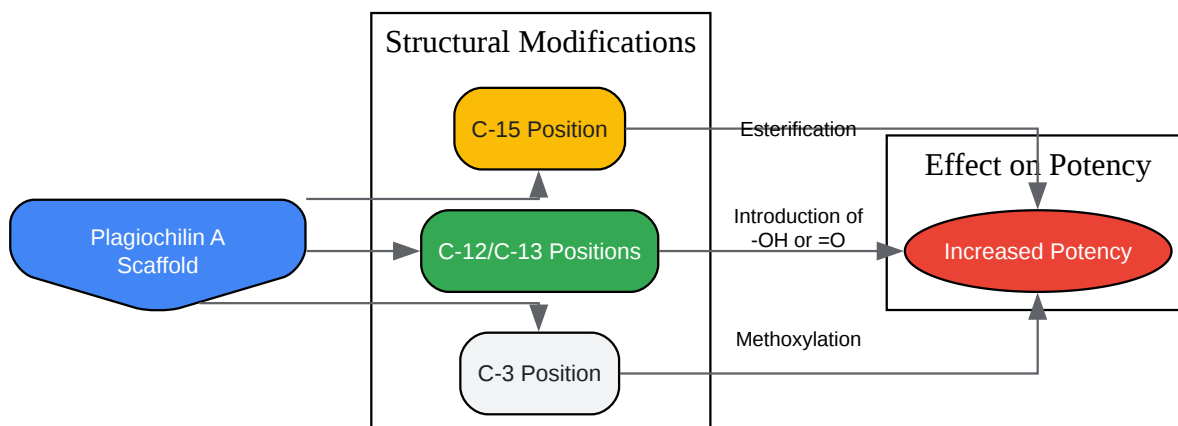 Structural Modifications
C-15 Position
Esterification
Effect on Potency
Plagiochilin A
Scaffold
C-12/C-13 Positions
Introduction of
-OH or =O
Increased Potency
Methoxylation
C-3 Position